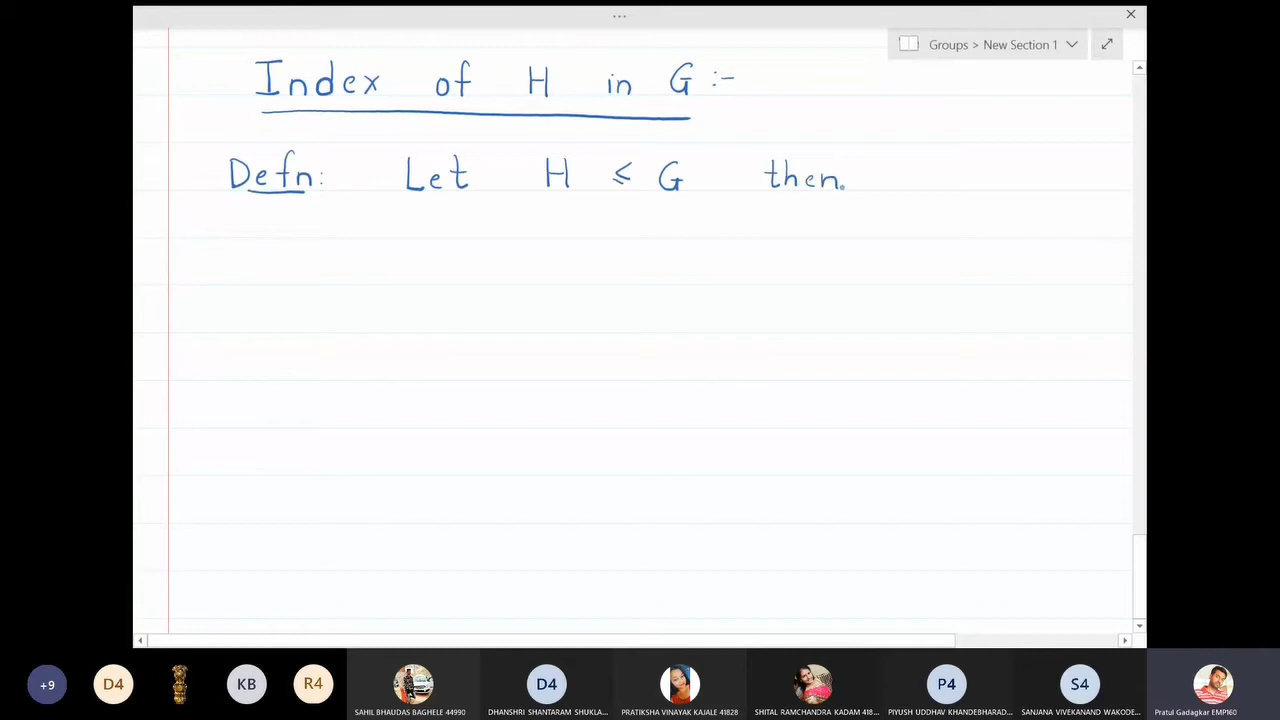 ...
Groups > New Section 1
Index of H in G :-
Defn: Let H ≤ G then.
+9
D4
KB
R4
D4
P4
S4
SAHIL BHAUDAS BAGHELE 44990
DHANSHRI SHANTARAM SHUKLA...
PRATIKSHA VINAYAK KAJALE 41828
SHITAL RAMCHANDRA KADAM 418...
PIYUSH UDDHAV KHANDEBHARAD...
SANJANA VIVEKANAND WAKODE...
Pratul Gadagkar EMP160